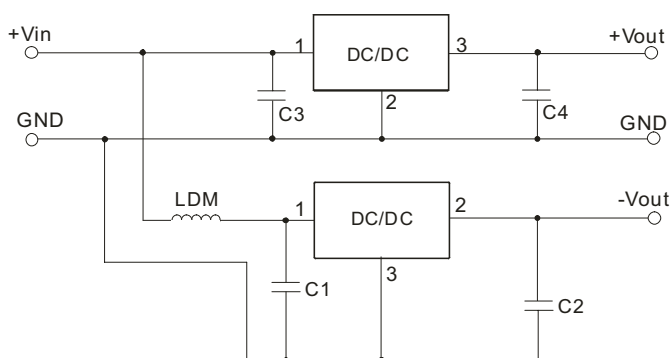 +Vin
1
DC/DC
3
+Vout
C3
2
C4
GND
GND
LDM
1
DC/DC
2
-Vout
3
C1
C2